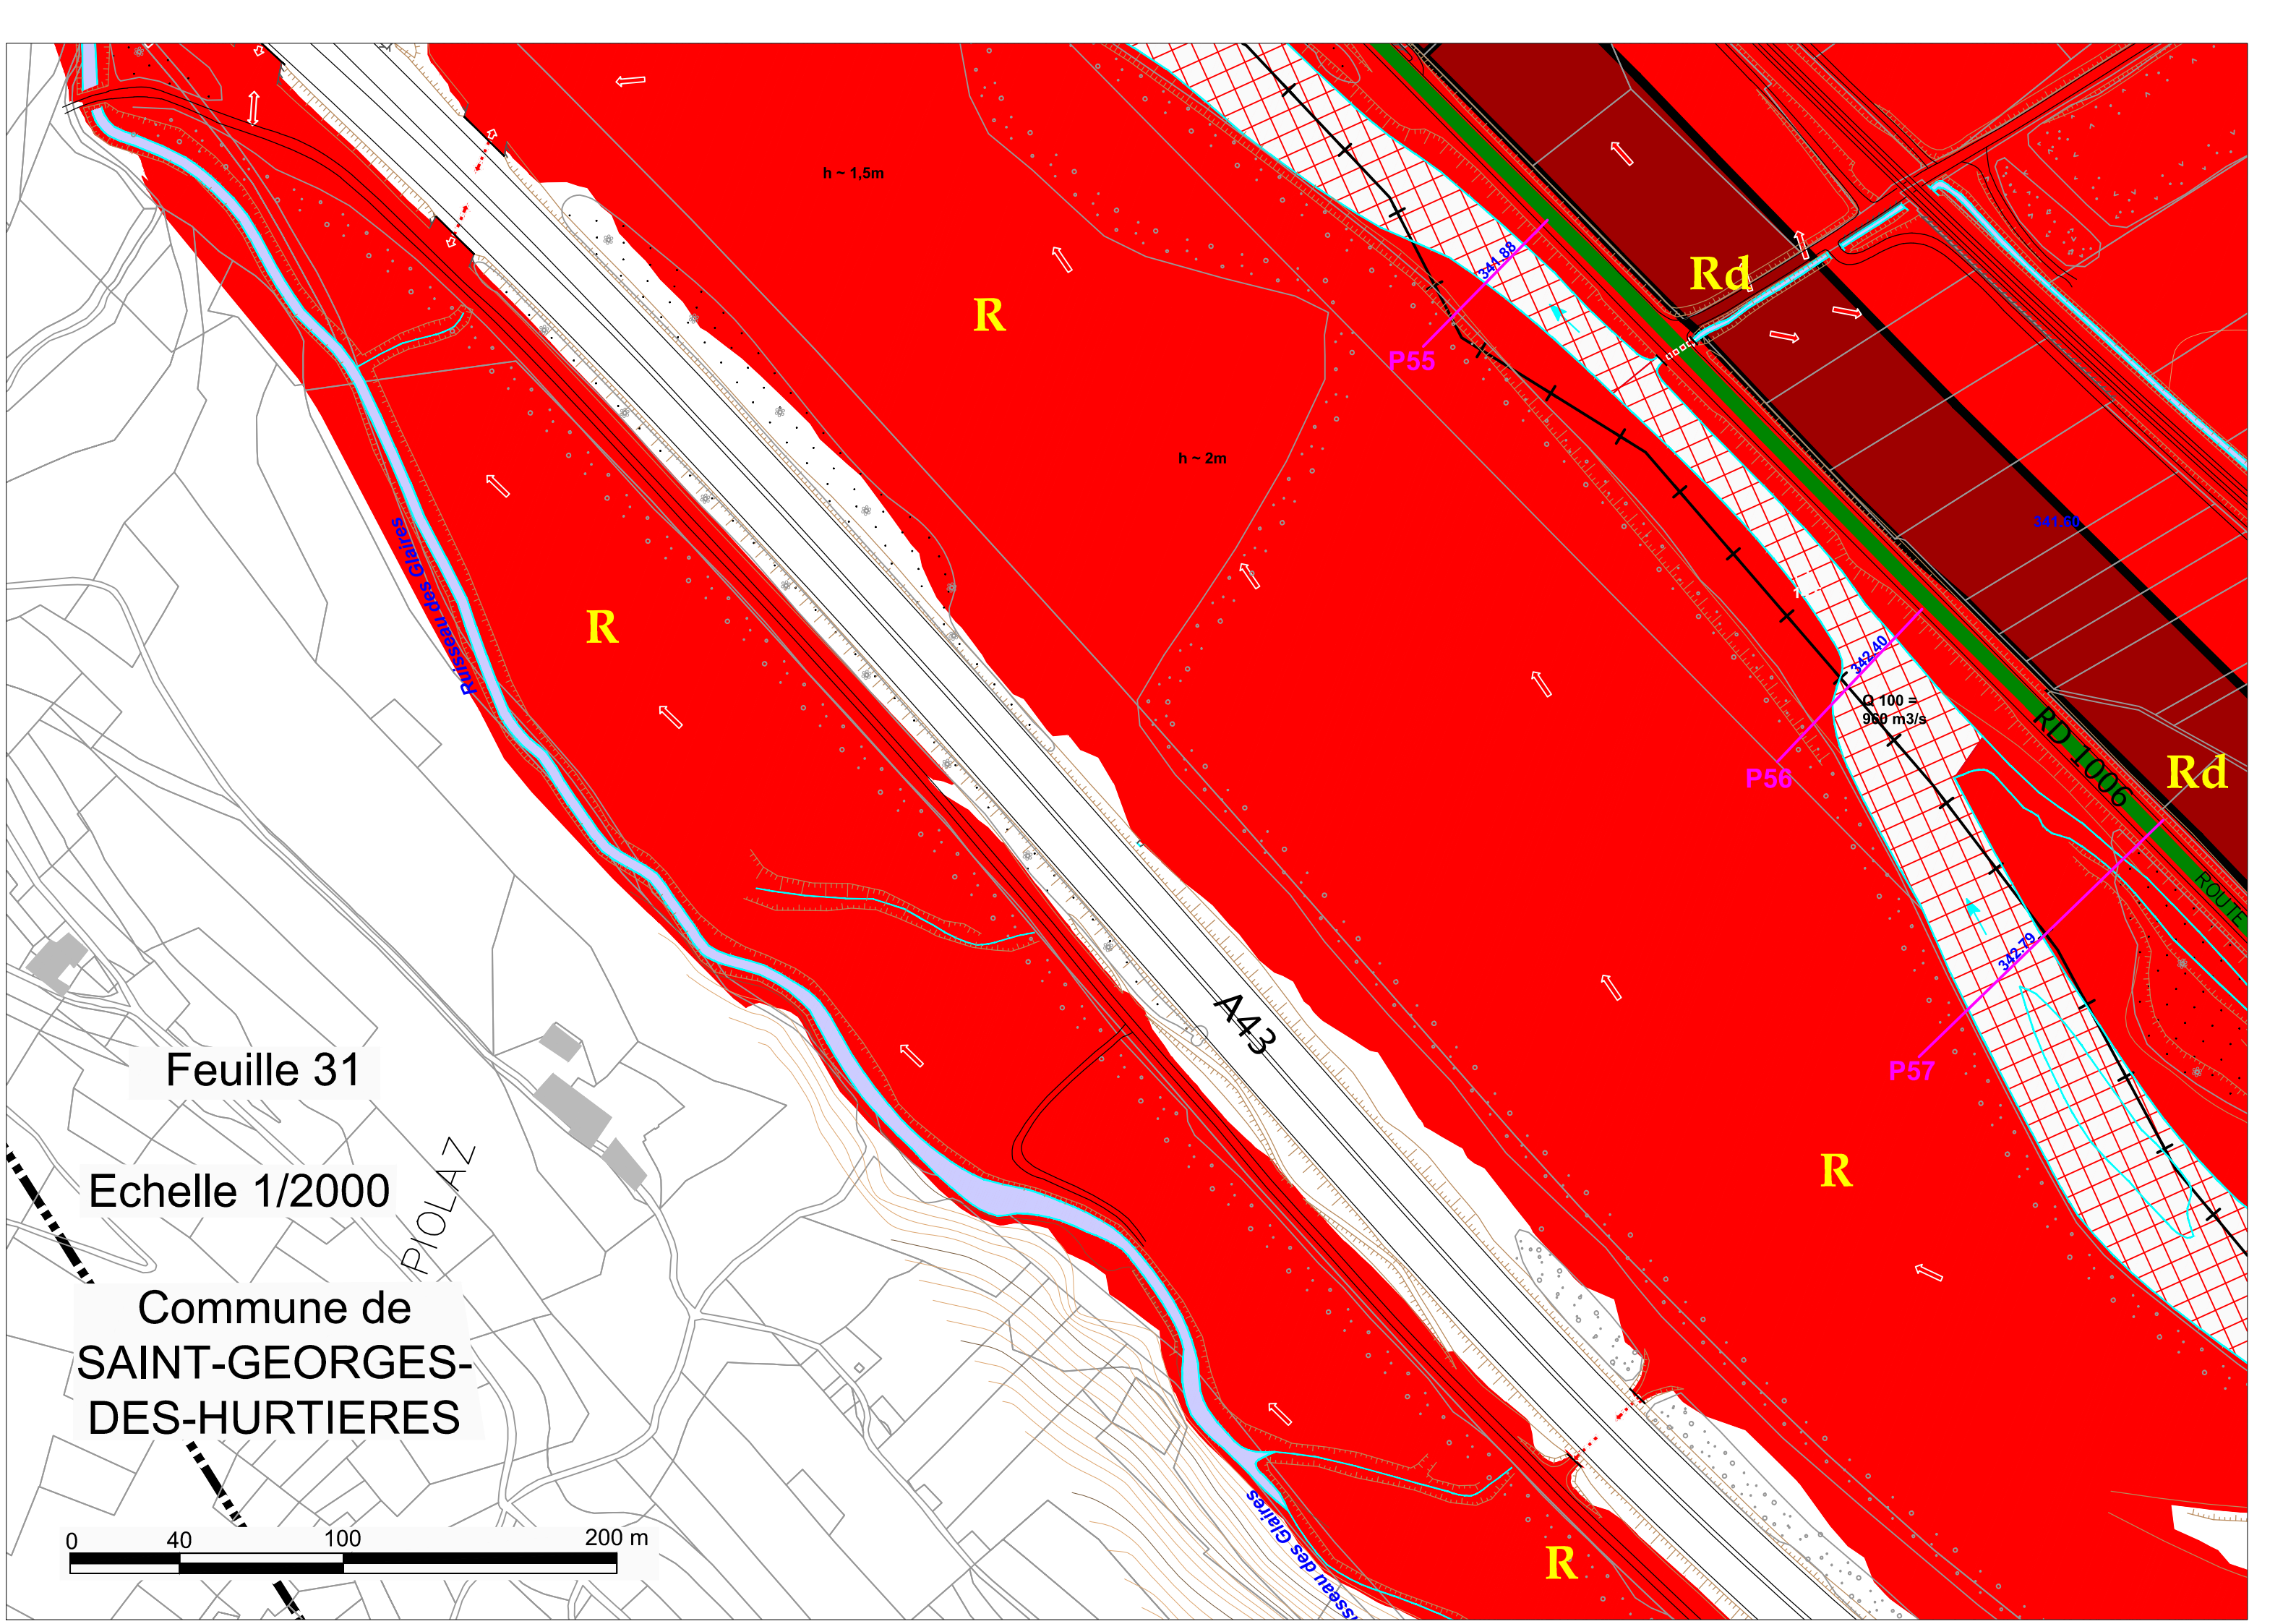 h ~ 1,5m
Rd
341.88
R
P55
h ~ 2m
341.60
Ruisseau des Glaires
R
342.40
Q 100 =
960 m3/s
RD 1006
Rd
P56
ROUTE
342.79
A43
P57
Feuille 31
R
Echelle 1/2000
PIOLAZ
Commune de
SAINT-GEORGES-
DES-HURTIERES
0 40 100 200 m
des Glaires
R